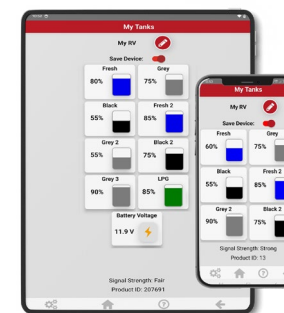 My Tanks
My RV
Save Device:
Fresh Grey
80% 75%
Black Fresh 2
55% 85%
Grey 2 Black 2
55% 75%
Grey 3 LPG
90% 85%
Battery Voltage
11.9 V
Signal Strength: Fair
Product ID: 207691
My Tanks
My RV
Save Device:
Fresh Grey
60% 75%
Black Fresh 2
55% 85%
Grey 2 Black 2
90% 75%
Signal Strength: Strong
Product ID: 13